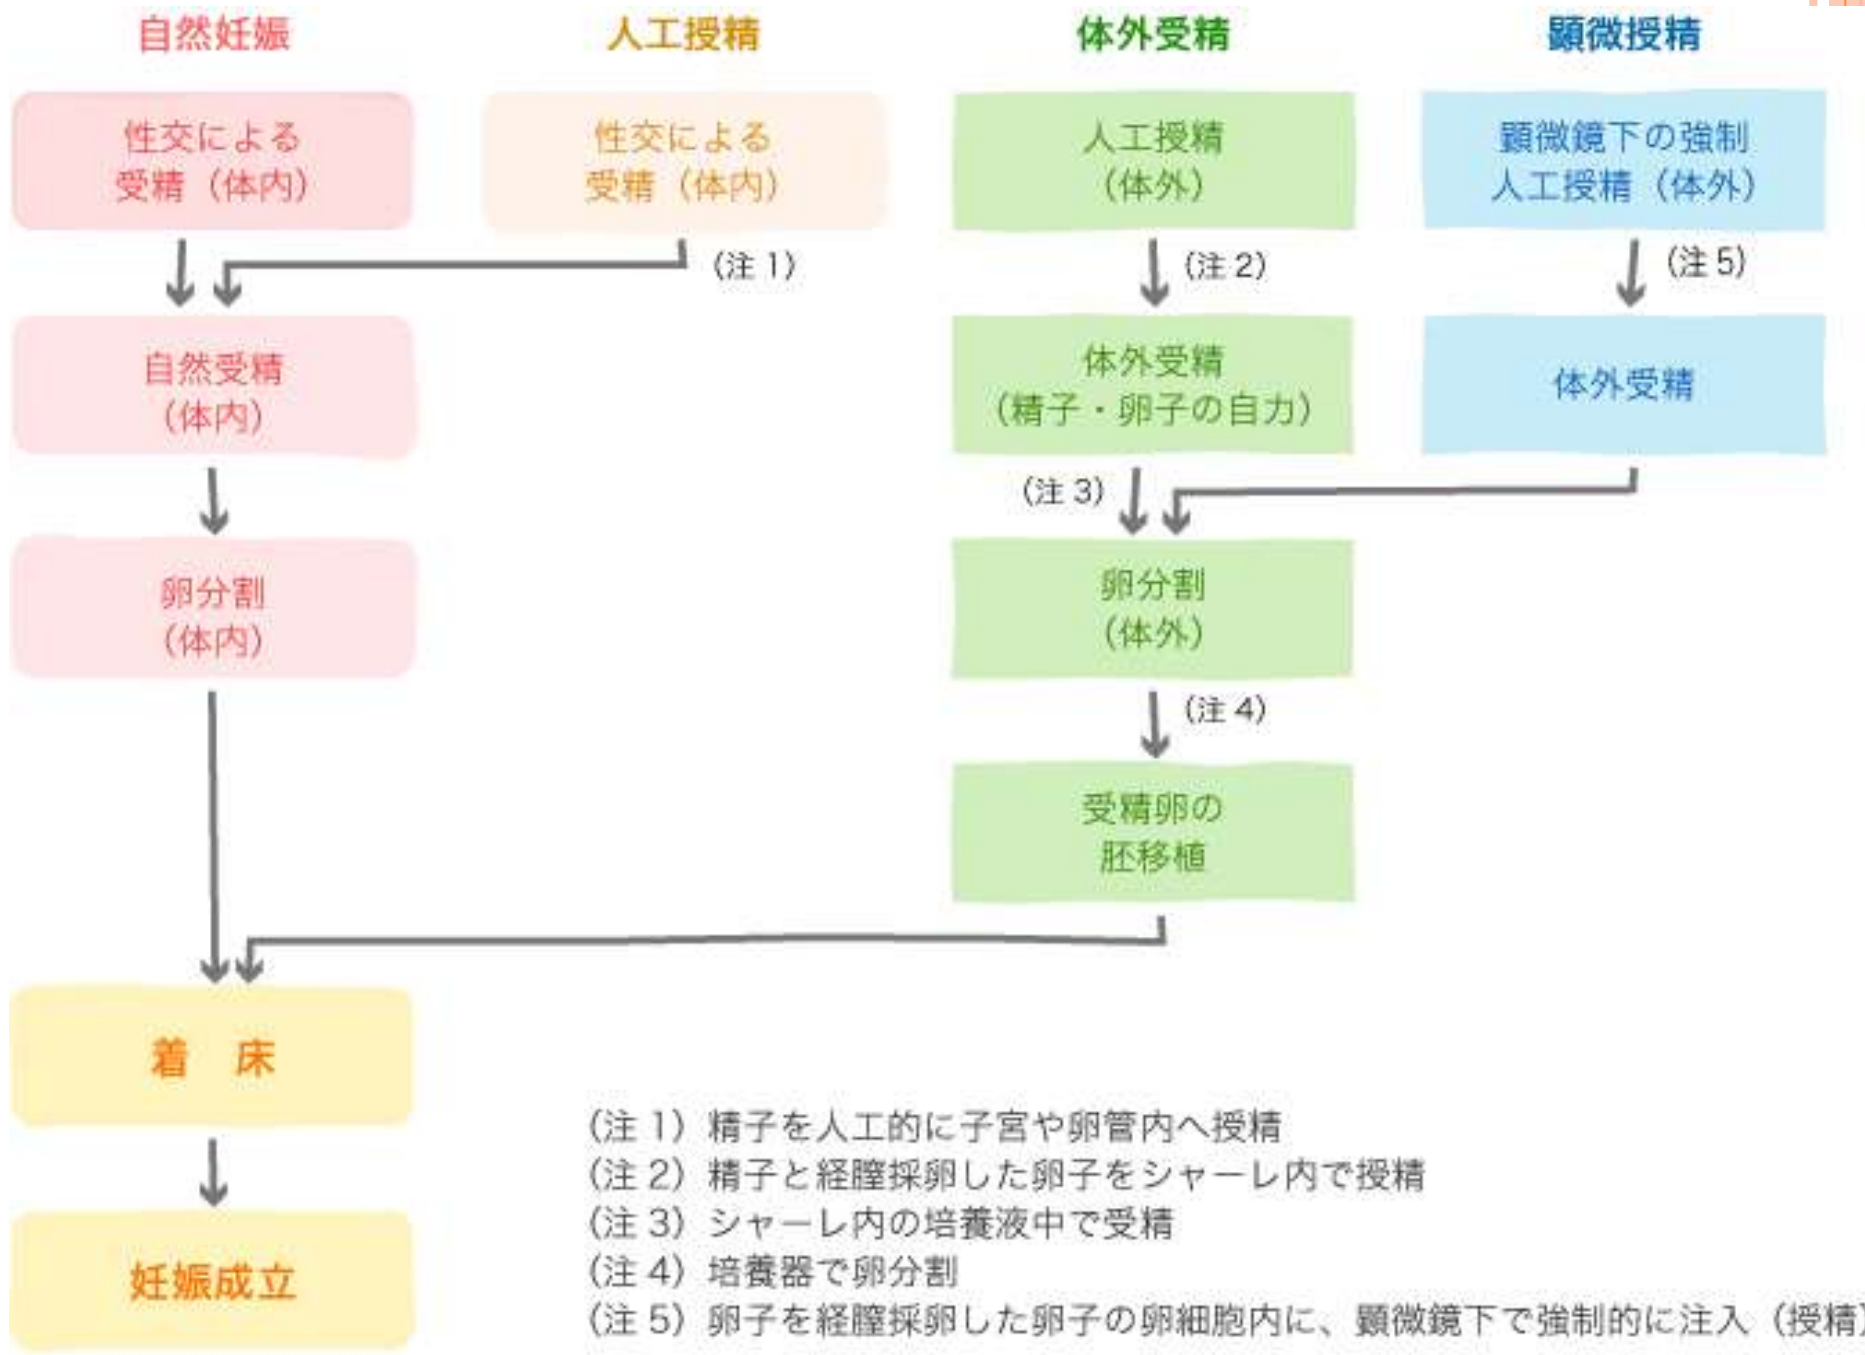 自然妊娠
人工授精
体外受精
顕微授精
性交による
受精（体内）
性交による
受精（体内）
人工授精
（体外）
顕微鏡下の強制
人工授精（体外）
（注 1）
（注 2）
（注 5）
自然受精
（体内）
体外受精
（精子・卵子の自力）
体外受精
（注 3）
卵分割
（体内）
卵分割
（体外）
（注 4）
受精卵の
胚移植
着　床
妊娠成立
（注 1）精子を人工的に子宮や卵管内へ授精
（注 2）精子と経膣採卵した卵子をシャーレ内で授精
（注 3）シャーレ内の培養液中で受精
（注 4）培養器で卵分割
（注 5）卵子を経膣採卵した卵子の卵細胞内に、顕微鏡下で強制的に注入（授精）